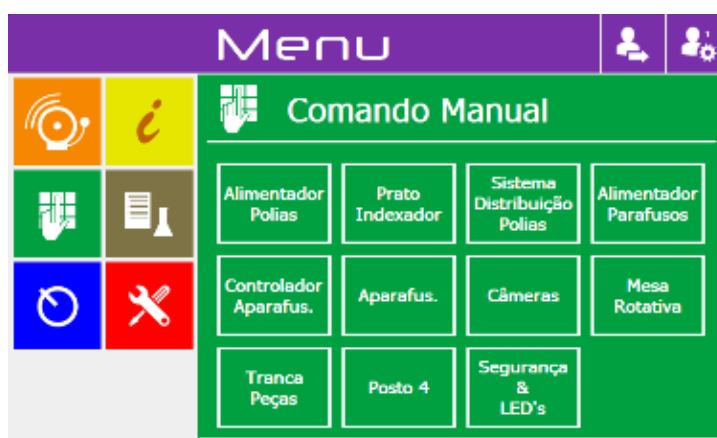 Menu
i
Comando Manual
Alimentador
Polias
Prato
Indexador
Sistema
Distribuição
Polias
Alimentador
Parafusos
Controlador
Aparafus.
Aparafus.
Câmeras
Mesa
Rotativa
Tranca
Peças
Posto 4
Segurança
&
LED's